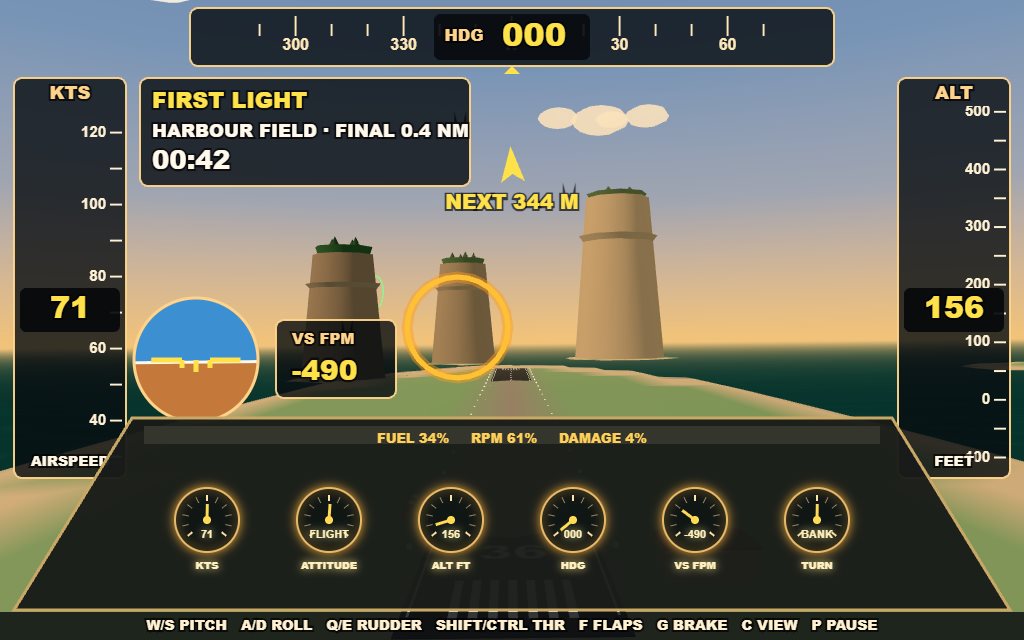 300 330 HDG 000 30 60
KTS
120
100
80
71
60
40
AIRSPEED
FIRST LIGHT
HARBOUR FIELD · FINAL 0.4 NM
00:42
NEXT 344 M
ALT
500
400
300
200
156
100
0
FEET
VS FPM
-490
FUEL 34% RPM 61% DAMAGE 4%
71 FLIGHT 156 000 -490 BANK
KTS ATTITUDE ALT FT HDG VS FPM TURN
36
W/S PITCH A/D ROLL Q/E RUDDER SHIFT/CTRL THR F FLAPS G BRAKE C VIEW P PAUSE